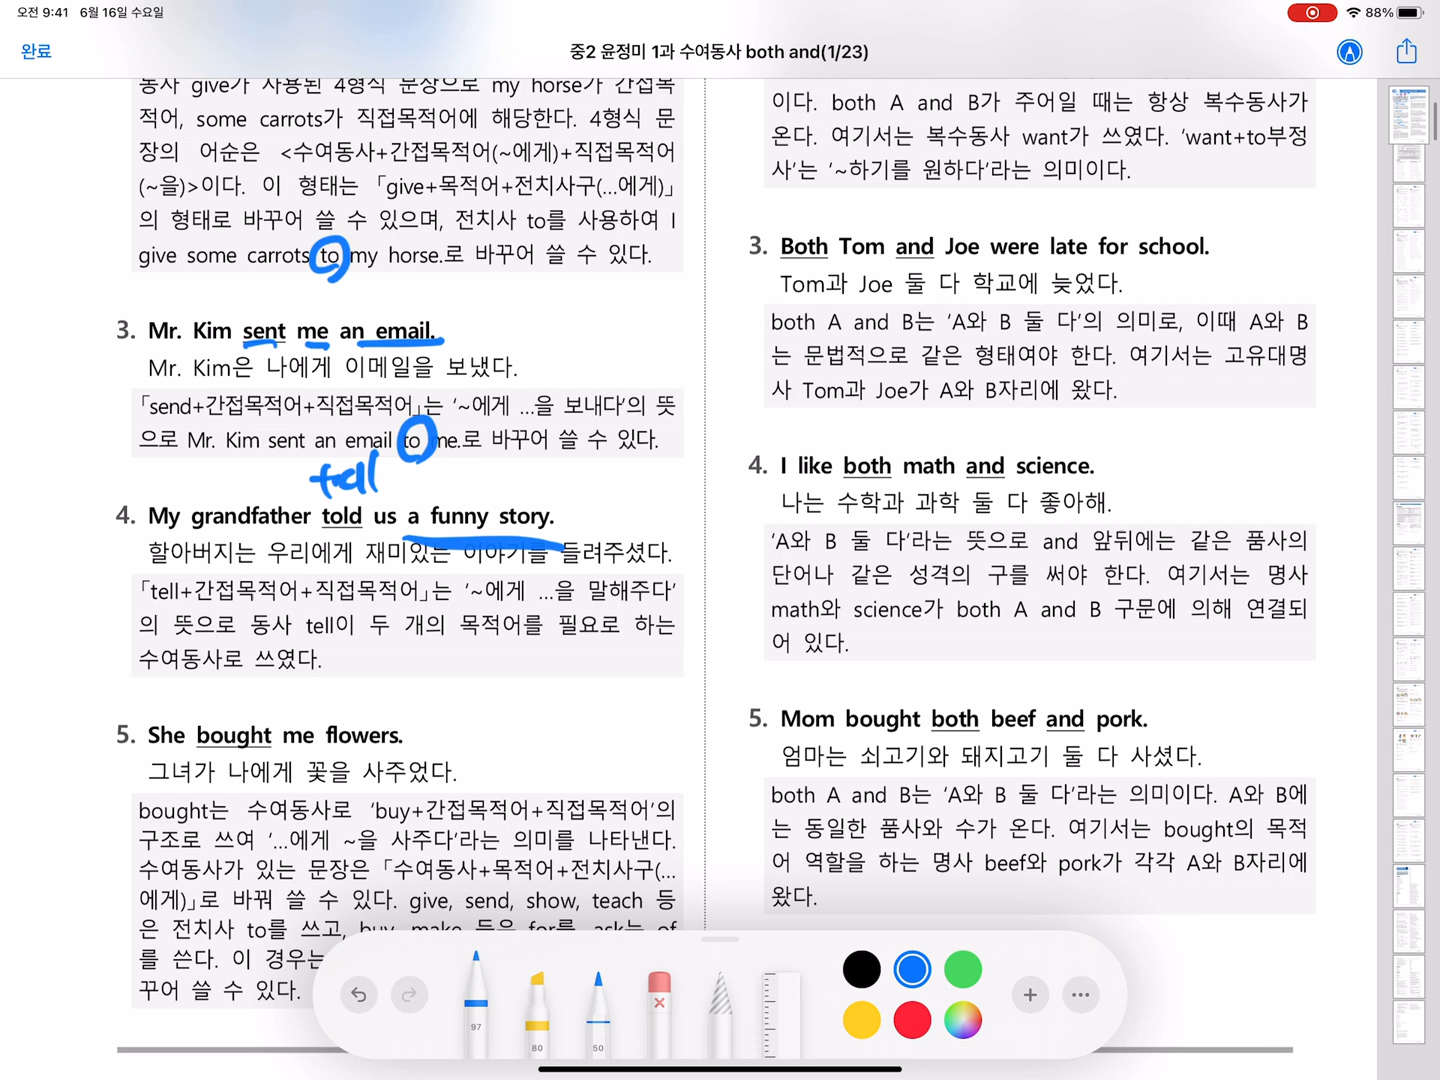 오전 9:41 6월 16일 수요일
88%
완료
중2 윤정미 1과 수여동사 both and(1/23)
동사 give가 사용된 4형식 문장으로 my horse가 간접목
적어, some carrots가 직접목적어에 해당한다. 4형식 문
장의 어순은 <수여동사+간접목적어(~에게)+직접목적어
(~을)>이다. 이 형태는 「give+목적어+전치사구(...에게)」
의 형태로 바꾸어 쓸 수 있으며, 전치사 to를 사용하여 I
give some carrots to my horse.로 바꾸어 쓸 수 있다.
3. Mr. Kim sent me an email.
Mr. Kim은 나에게 이메일을 보냈다.
「send+간접목적어+직접목적어」는 '~에게 ...을 보내다'의 뜻
으로 Mr. Kim sent an email to me.로 바꾸어 쓸 수 있다.
tell
4. My grandfather told us a funny story.
할아버지는 우리에게 재미있는 이야기를 들려주셨다.
「tell+간접목적어+직접목적어」는 '~에게 ...을 말해주다'
의 뜻으로 동사 tell이 두 개의 목적어를 필요로 하는
수여동사로 쓰였다.
5. She bought me flowers.
그녀가 나에게 꽃을 사주었다.
bought는 수여동사로 'buy+간접목적어+직접목적어'의
구조로 쓰여 '...에게 ~을 사주다'라는 의미를 나타낸다.
수여동사가 있는 문장은 「수여동사+목적어+전치사구(...
에게)」로 바꿔 쓸 수 있다. give, send, show, teach 등
은 전치사 to를 쓰고, buy, make 등은 for를, ask는 of
를 쓴다. 이 경우는
꾸어 쓸 수 있다.
이다. both A and B가 주어일 때는 항상 복수동사가
온다. 여기서는 복수동사 want가 쓰였다. 'want+to부정
사'는 '~하기를 원하다'라는 의미이다.
3. Both Tom and Joe were late for school.
Tom과 Joe 둘 다 학교에 늦었다.
both A and B는 'A와 B 둘 다'의 의미로, 이때 A와 B
는 문법적으로 같은 형태여야 한다. 여기서는 고유대명
사 Tom과 Joe가 A와 B자리에 왔다.
4. I like both math and science.
나는 수학과 과학 둘 다 좋아해.
'A와 B 둘 다'라는 뜻으로 and 앞뒤에는 같은 품사의
단어나 같은 성격의 구를 써야 한다. 여기서는 명사
math와 science가 both A and B 구문에 의해 연결되
어 있다.
5. Mom bought both beef and pork.
엄마는 쇠고기와 돼지고기 둘 다 사셨다.
both A and B는 'A와 B 둘 다'라는 의미이다. A와 B에
는 동일한 품사와 수가 온다. 여기서는 bought의 목적
어 역할을 하는 명사 beef와 pork가 각각 A와 B자리에
왔다.
97
80
50